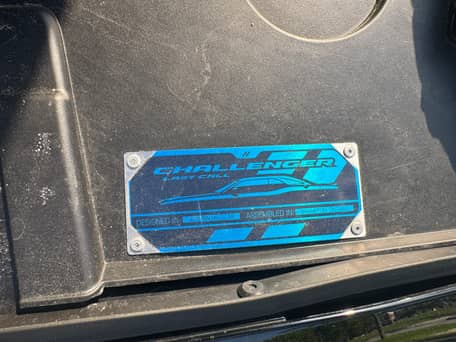 CHALLENGER
LAST CALL
DESIGNED IN: ASSEMBLED IN: